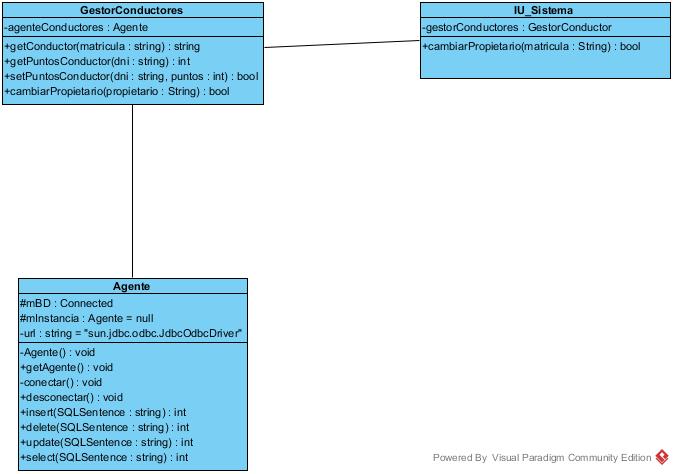 GestorConductores
-agenteConductores : Agente
+getConductor(matricula : string) : string
+getPuntosConductor(dni : string) : int
+setPuntosConductor(dni : string, puntos : int) : bool
+cambiarPropietario(propietario : String) : bool
IU_Sistema
-gestorConductores : GestorConductor
+cambiarPropietario(matricula : String) : bool
Agente
#mBD : Connected
#mInstancia : Agente = null
-url : string = "sun.jdbc.odbc.JdbcOdbcDriver"
-Agente() : void
+getAgente() : void
-conectar() : void
+desconectar() : void
+insert(SQLSentence : string) : int
+delete(SQLSentence : string) : int
+update(SQLSentence : string) : int
+select(SQLSentence : string) : int
Powered By Visual Paradigm Community Edition